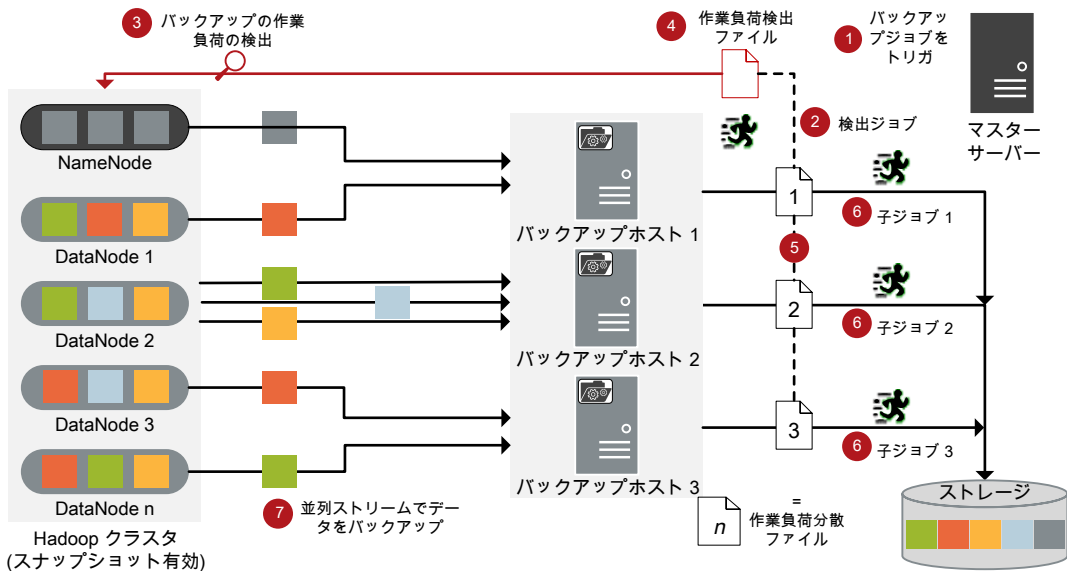 3
バックアップの作業
負荷の検出
4
作業負荷検出
ファイル
1
バックアッ
プジョブを
トリガ
マスター
サーバー
2
検出ジョブ
NameNode
DataNode 1
DataNode 2
DataNode 3
DataNode n
Hadoop クラスタ
(スナップショット有効)
バックアップホスト 1
バックアップホスト 2
バックアップホスト 3
1
6
子ジョブ 1
5
2
6
子ジョブ 2
3
6
子ジョブ 3
7
並列ストリームでデー
タをバックアップ
n
=
作業負荷分散
ファイル
ストレージ